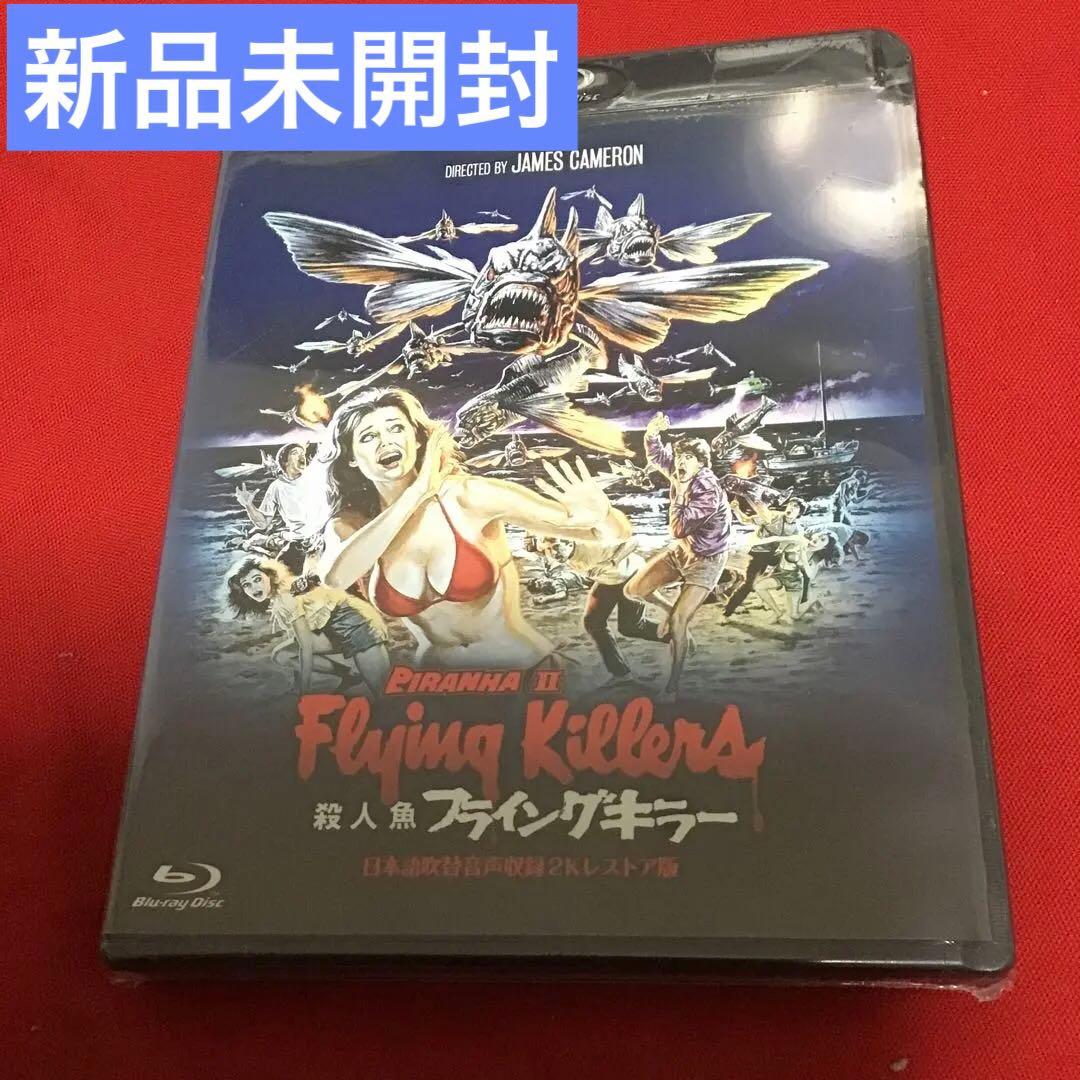 新品未開封
Disc
DIRECTED BY JAMES CAMERON
PIRANHA II
Flying Killers
殺人魚 フライングキラー
日本語吹替音声収録2Kレストア版
Blu-ray Disc